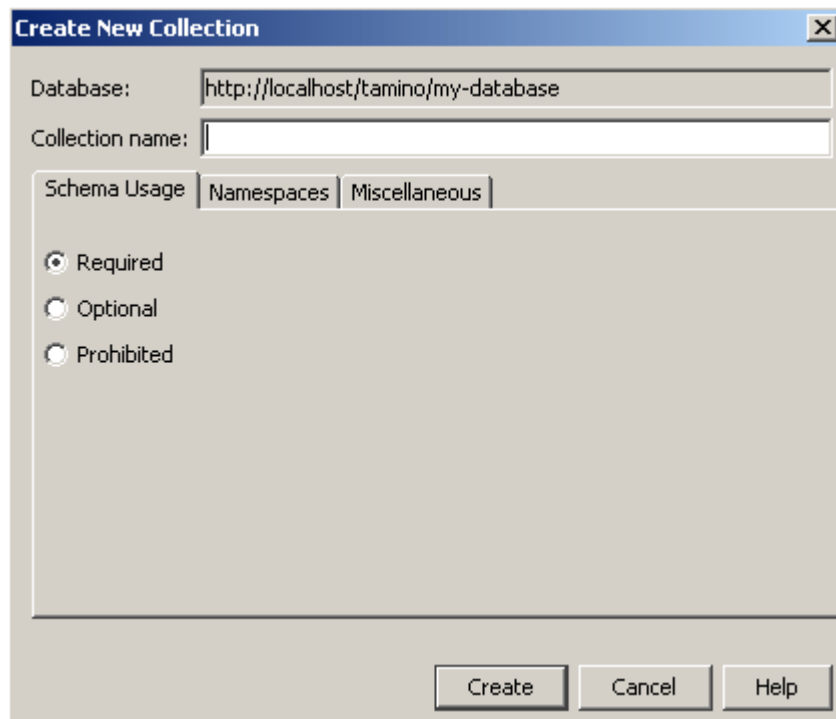 Create New Collection
Database: http://localhost/tamino/my-database
Collection name:
Schema Usage Namespaces Miscellaneous
Required
Optional
Prohibited
Create Cancel Help